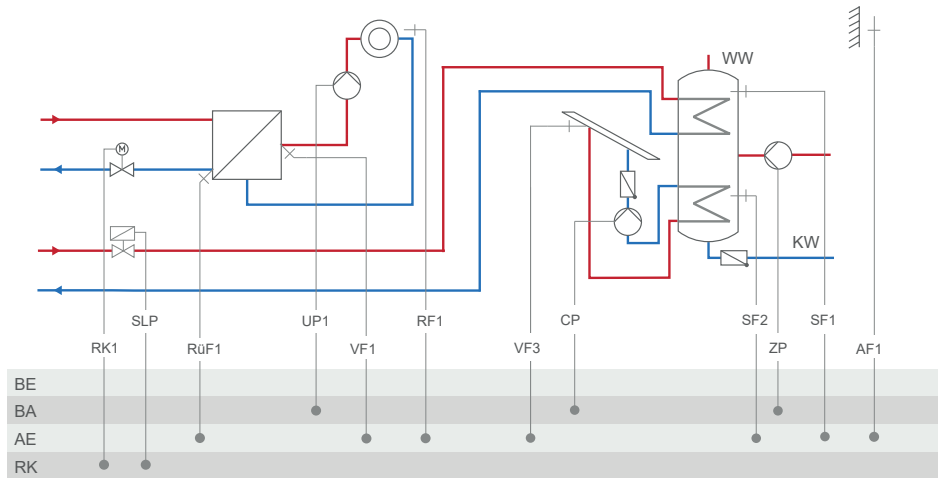 WW
M
KW
SLP
UP1
RF1
CP
SF2
SF1
RK1
RüF1
VF1
VF3
ZP
AF1
BE
BA
AE
RK